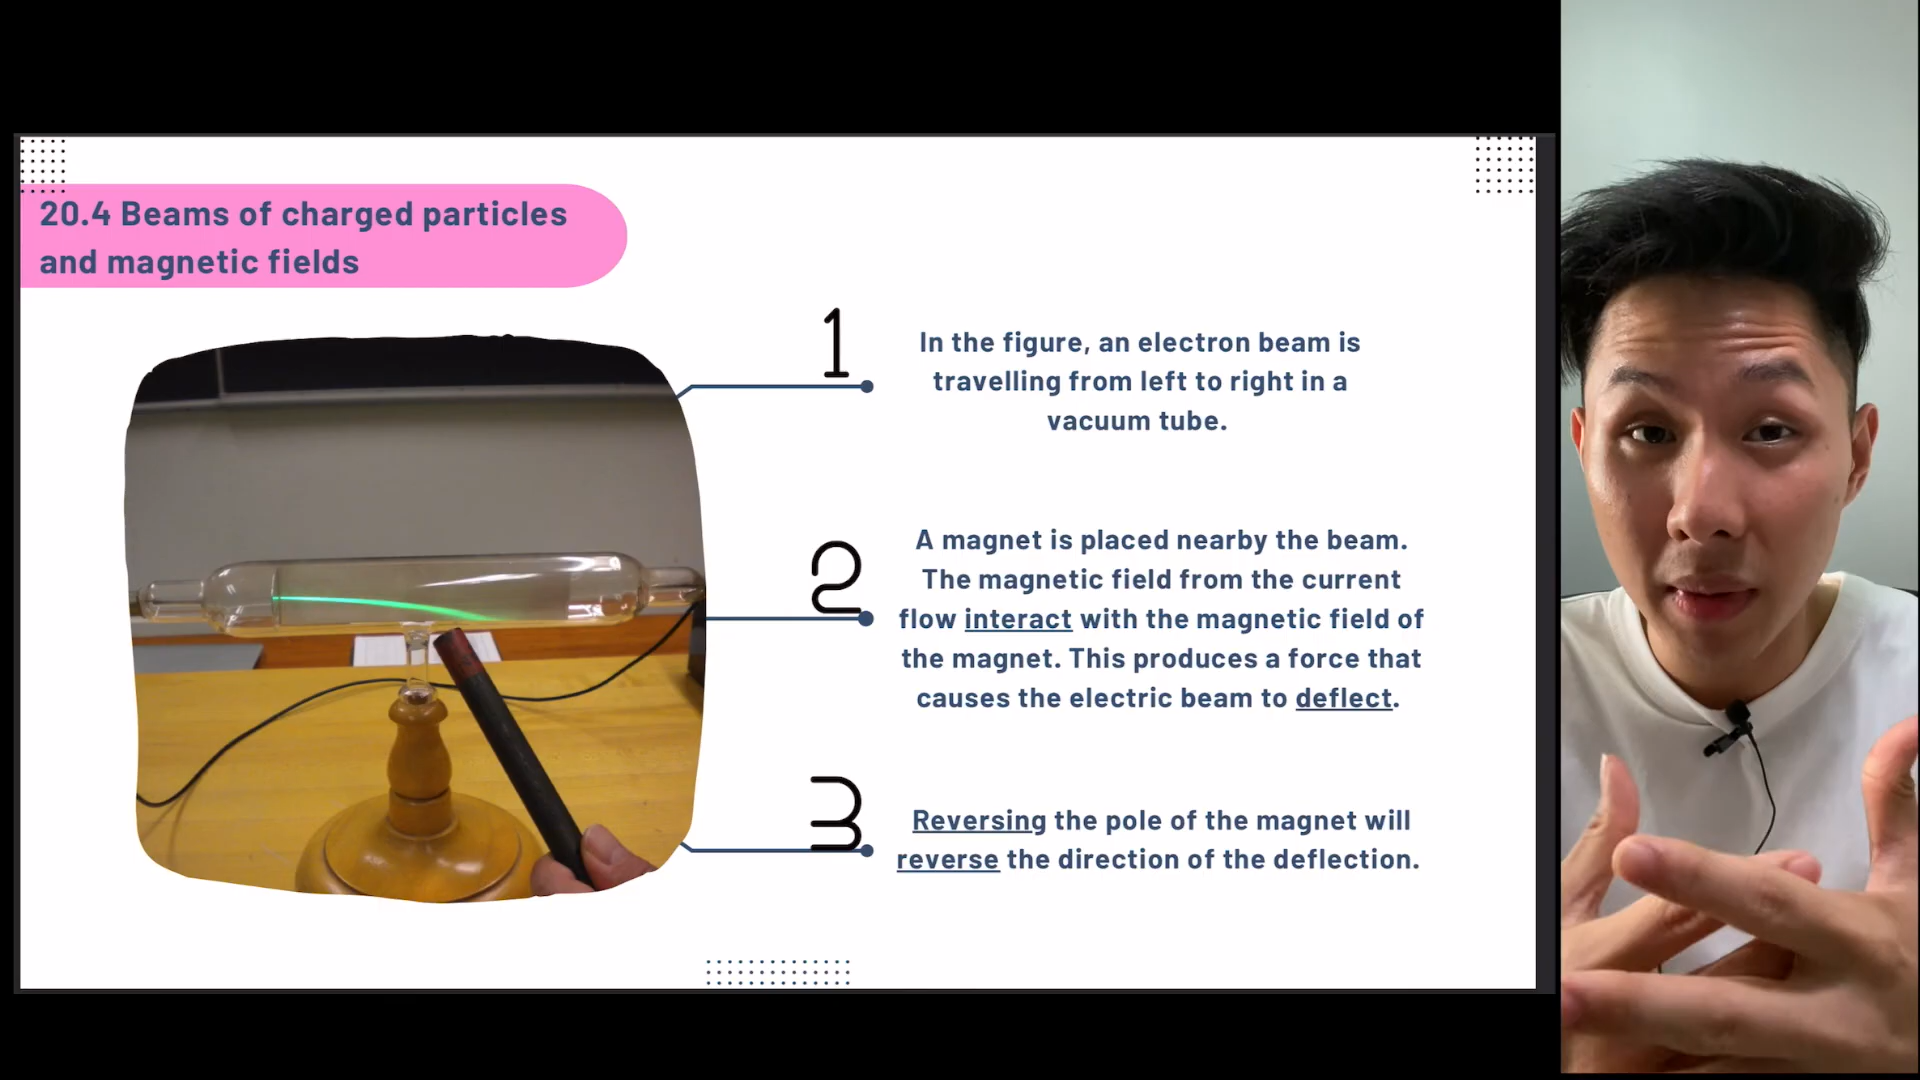 20.4 Beams of charged particles
and magnetic fields
1
In the figure, an electron beam is
travelling from left to right in a
vacuum tube.
2
A magnet is placed nearby the beam.
The magnetic field from the current
flow interact with the magnetic field of
the magnet. This produces a force that
causes the electric beam to deflect.
3
Reversing the pole of the magnet will
reverse the direction of the deflection.